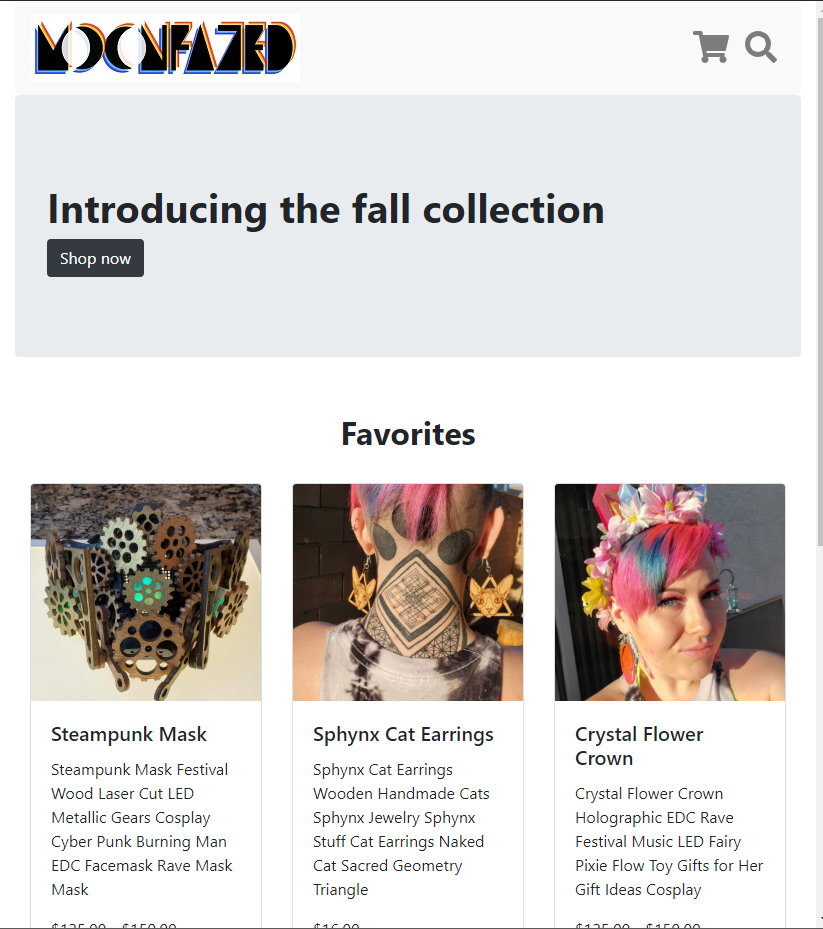 MOONFAZED
Introducing the fall collection
Shop now
Favorites
Steampunk Mask
Steampunk Mask Festival
Wood Laser Cut LED
Metallic Gears Cosplay
Cyber Punk Burning Man
EDC Facemask Rave Mask
Mask
Sphynx Cat Earrings
Sphynx Cat Earrings
Wooden Handmade Cats
Sphynx Jewelry Sphynx
Stuff Cat Earrings Naked
Cat Sacred Geometry
Triangle
Crystal Flower
Crown
Crystal Flower Crown
Holographic EDC Rave
Festival Music LED Fairy
Pixie Flow Toy Gifts for Her
Gift Ideas Cosplay